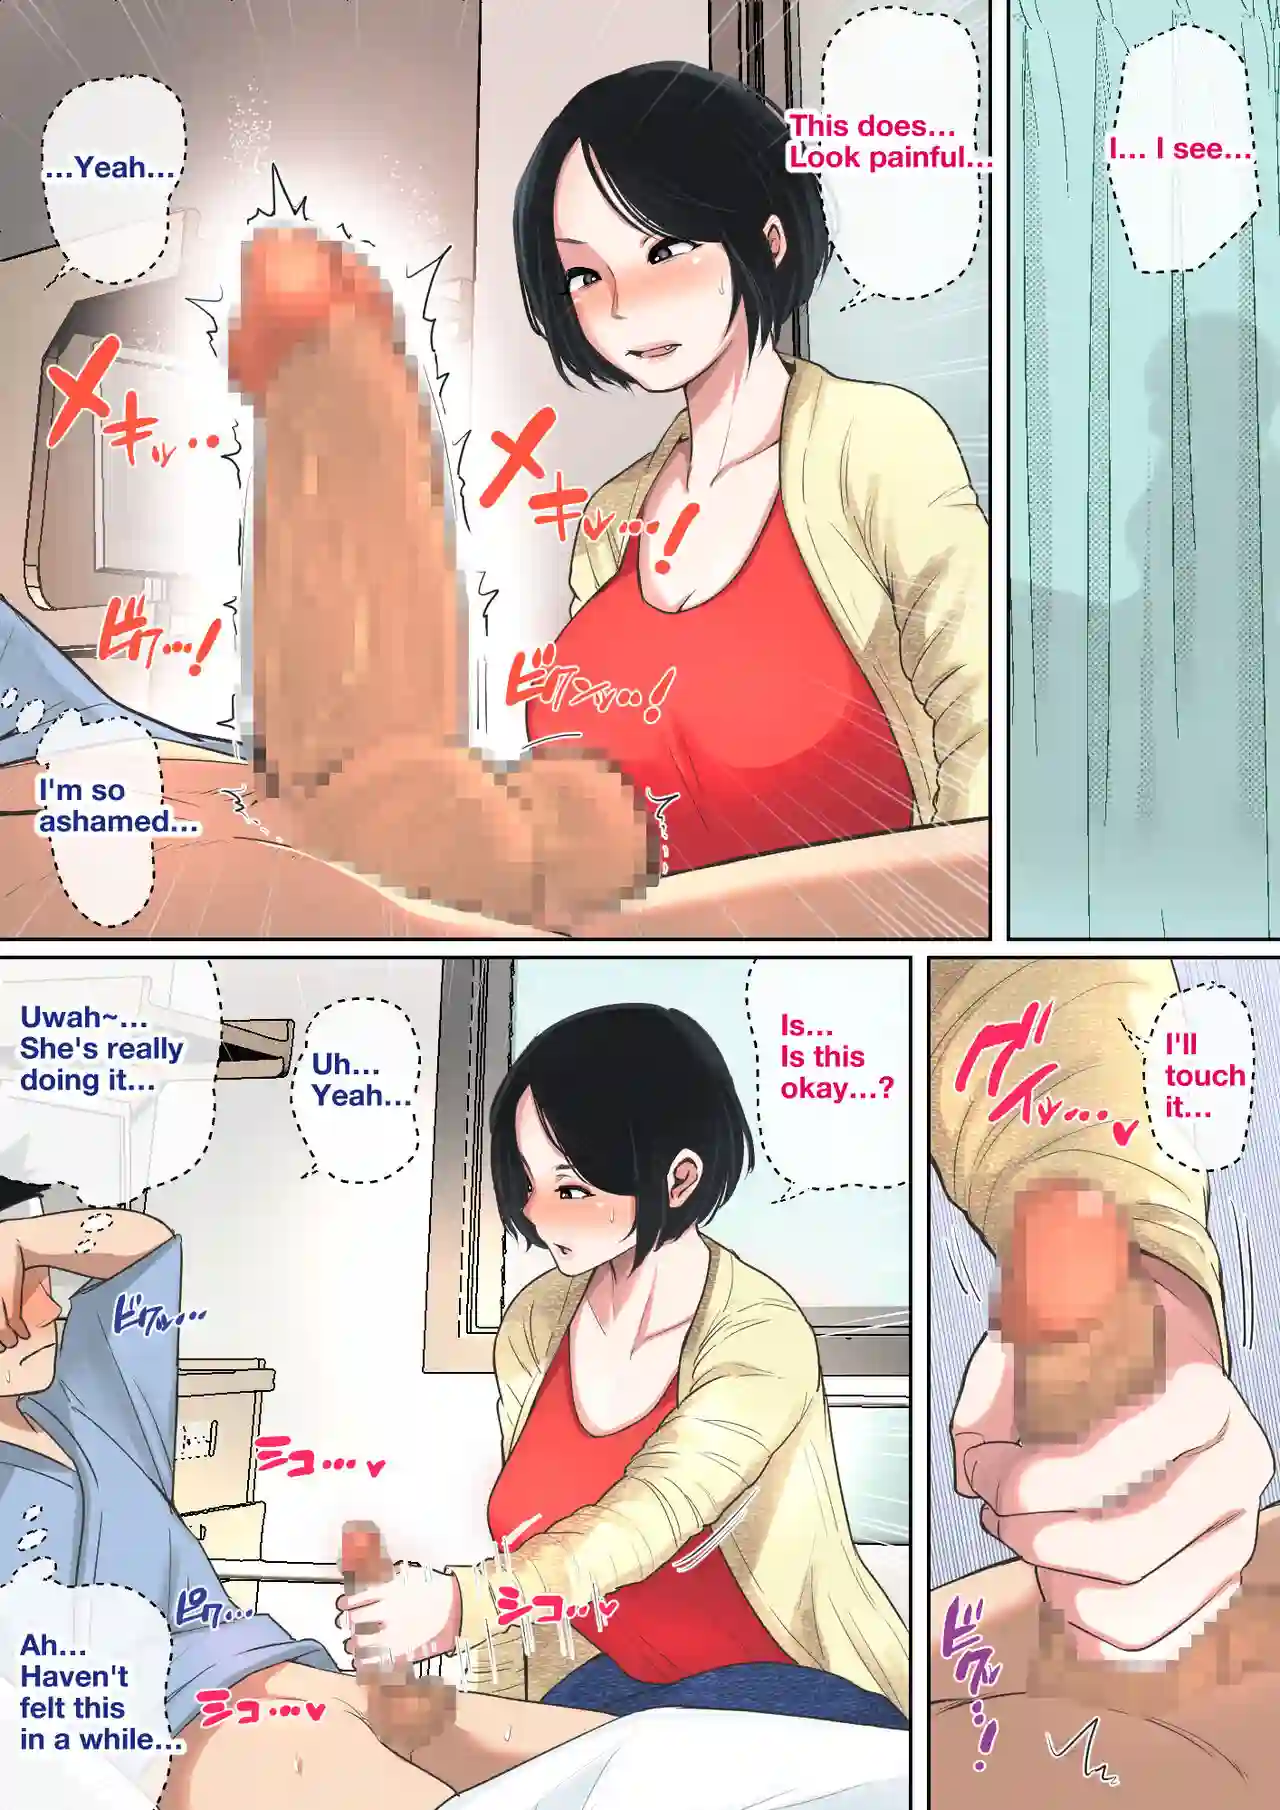 I... I see...
This does...
Look painful...
...Yeah...
メキッ‥
メキッ…!
ビクッ…!
ビクンッ‥!
I'm so
ashamed...
I'll
touch
it...
グイッ…♥
ビクッ…!
Is...
Is this
okay...?
Uh...
Yeah...
Uwah~...
She's really
doing it...
ビクッ…
シコ…♥
シコ…♥
ピクッ…
シコ…♥
Ah...
Haven't
felt this
in a while...